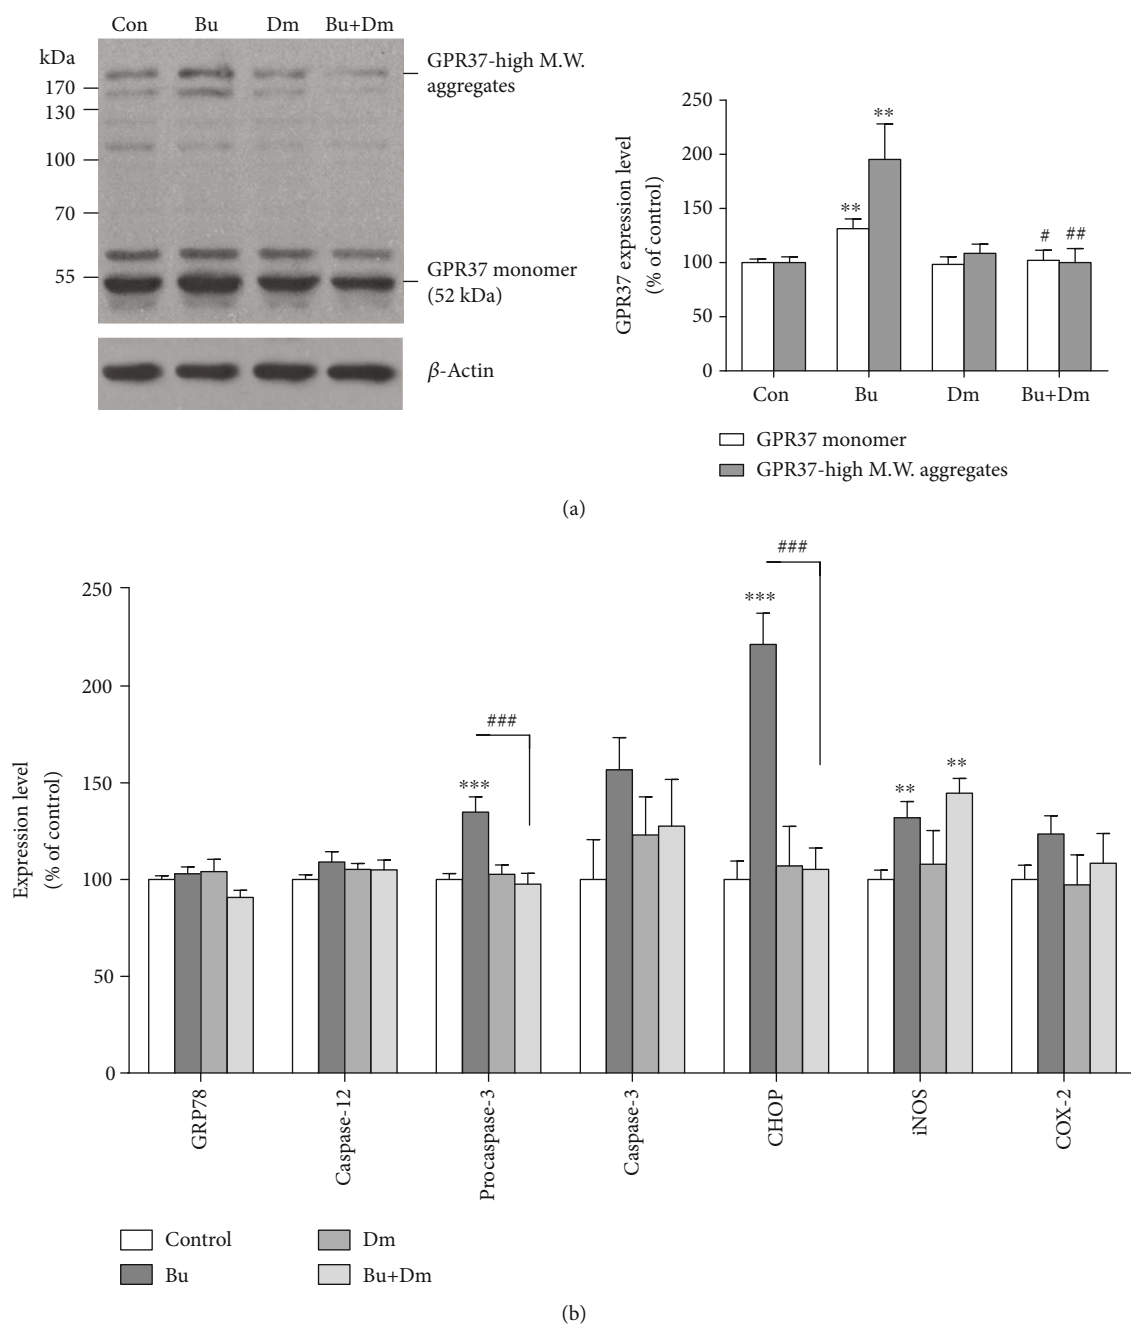 Con Bu Dm Bu+Dm
kDa
170
130
100
70
55
GPR37-high M.W.
aggregates
GPR37 monomer
(52 kDa)
β-Actin
GPR37 expression level
(% of control)
250
200
150
100
50
0
**
**
#
##
Con Bu Dm Bu+Dm
GPR37 monomer
GPR37-high M.W. aggregates
(a)
Expression level
(% of control)
250
200
150
100
50
0
***
###
***
###
**
**
GRP78
Caspase-12
Procaspase-3
Caspase-3
CHOP
iNOS
COX-2
Control
Bu
Dm
Bu+Dm
(b)